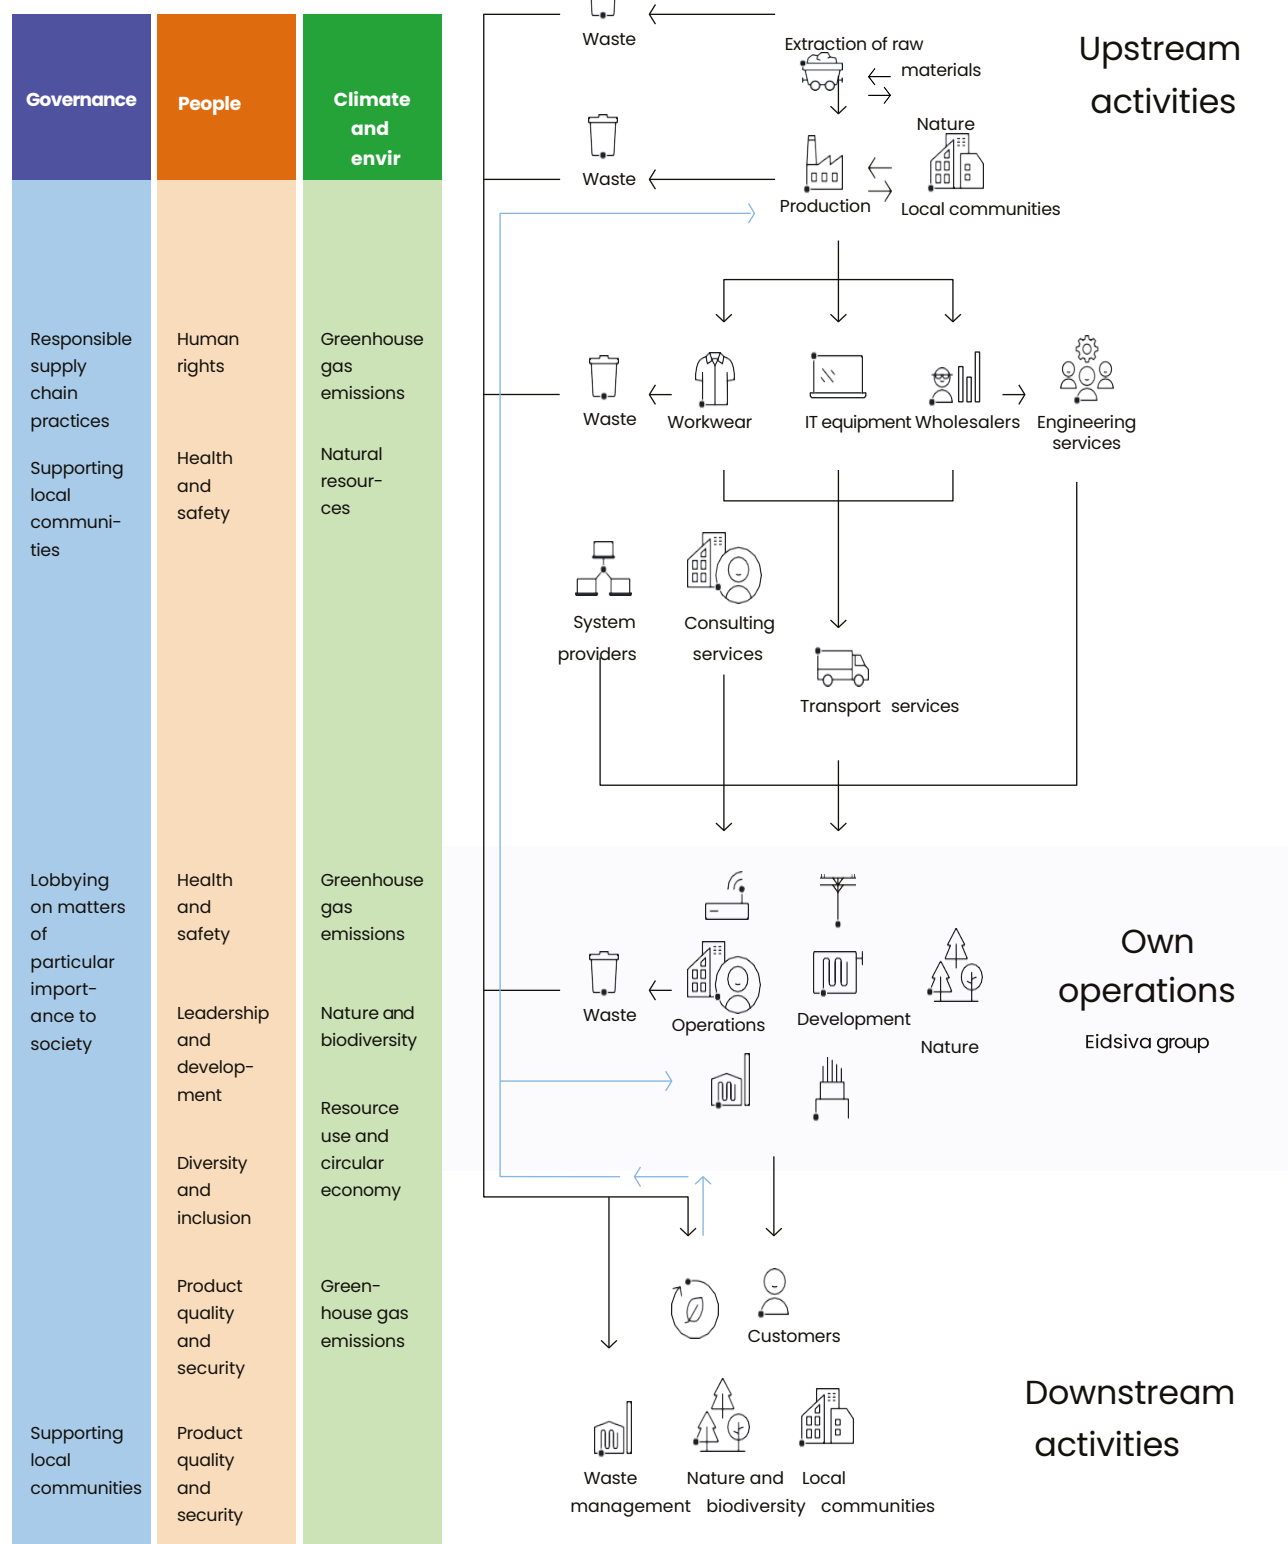 Governance
People
Climate
and
envir
Responsible
supply
chain
practices
Supporting
local
communi-
ties
Human
rights
Health
and
safety
Greenhouse
gas
emissions
Natural
resour-
ces
Lobbying
on matters
of
particular
import-
ance to
society
Health
and
safety
Leadership
and
develop-
ment
Diversity
and
inclusion
Product
quality
and
security
Greenhouse
gas
emissions
Nature and
biodiversity
Resource
use and
circular
economy
Green-
house gas
emissions
Supporting
local
communities
Product
quality
and
security
Upstream
activities
Waste
Extraction of raw
materials
Nature
Waste
Production
Local communities
Waste
Workwear
IT equipment
Wholesalers
Engineering
services
System
providers
Consulting
services
Transport services
Own
operations
Eidsiva group
Waste
Operations
Development
Nature
Customers
Downstream
activities
Waste
management
Nature and
biodiversity
Local
communities